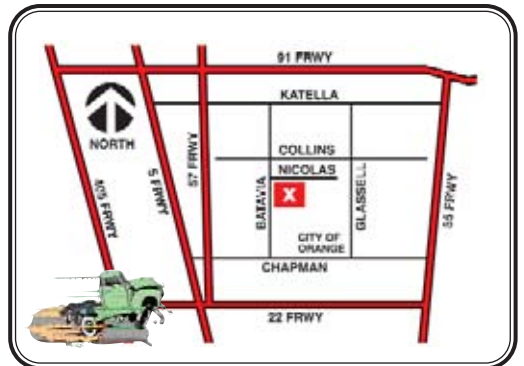 91 FRWY
KATELLA
NORTH
COLLINS
NICOLAS
X
405 FRWY
5 FRWY
57 FRWY
BATAVIA
GLASSELL
55 FRWY
CITY OF
ORANGE
CHAPMAN
22 FRWY